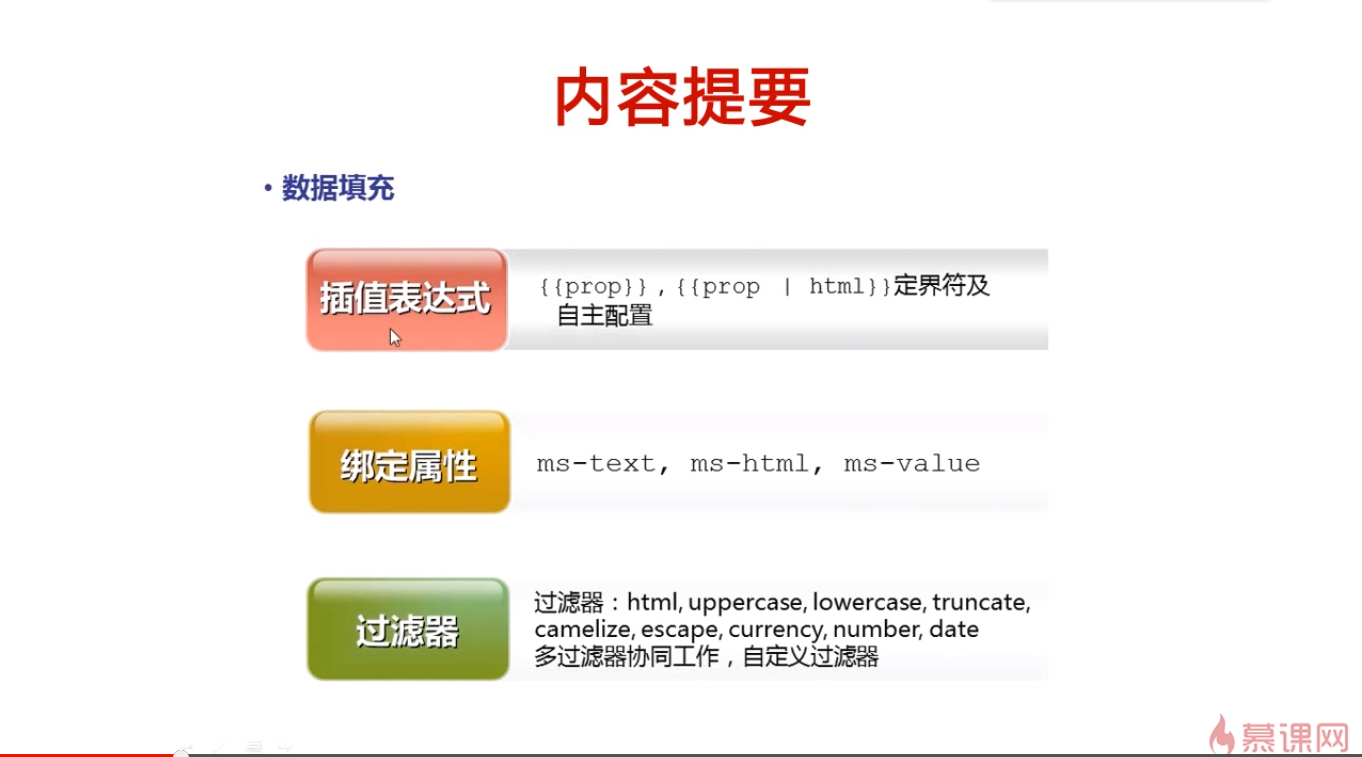 内容提要
• 数据填充
插值表达式
{{prop}},{{prop | html}}定界符及
自主配置
绑定属性
ms-text, ms-html, ms-value
过滤器
过滤器：html, uppercase, lowercase, truncate,
camelize, escape, currency, number, date
多过滤器协同工作，自定义过滤器
慕课网